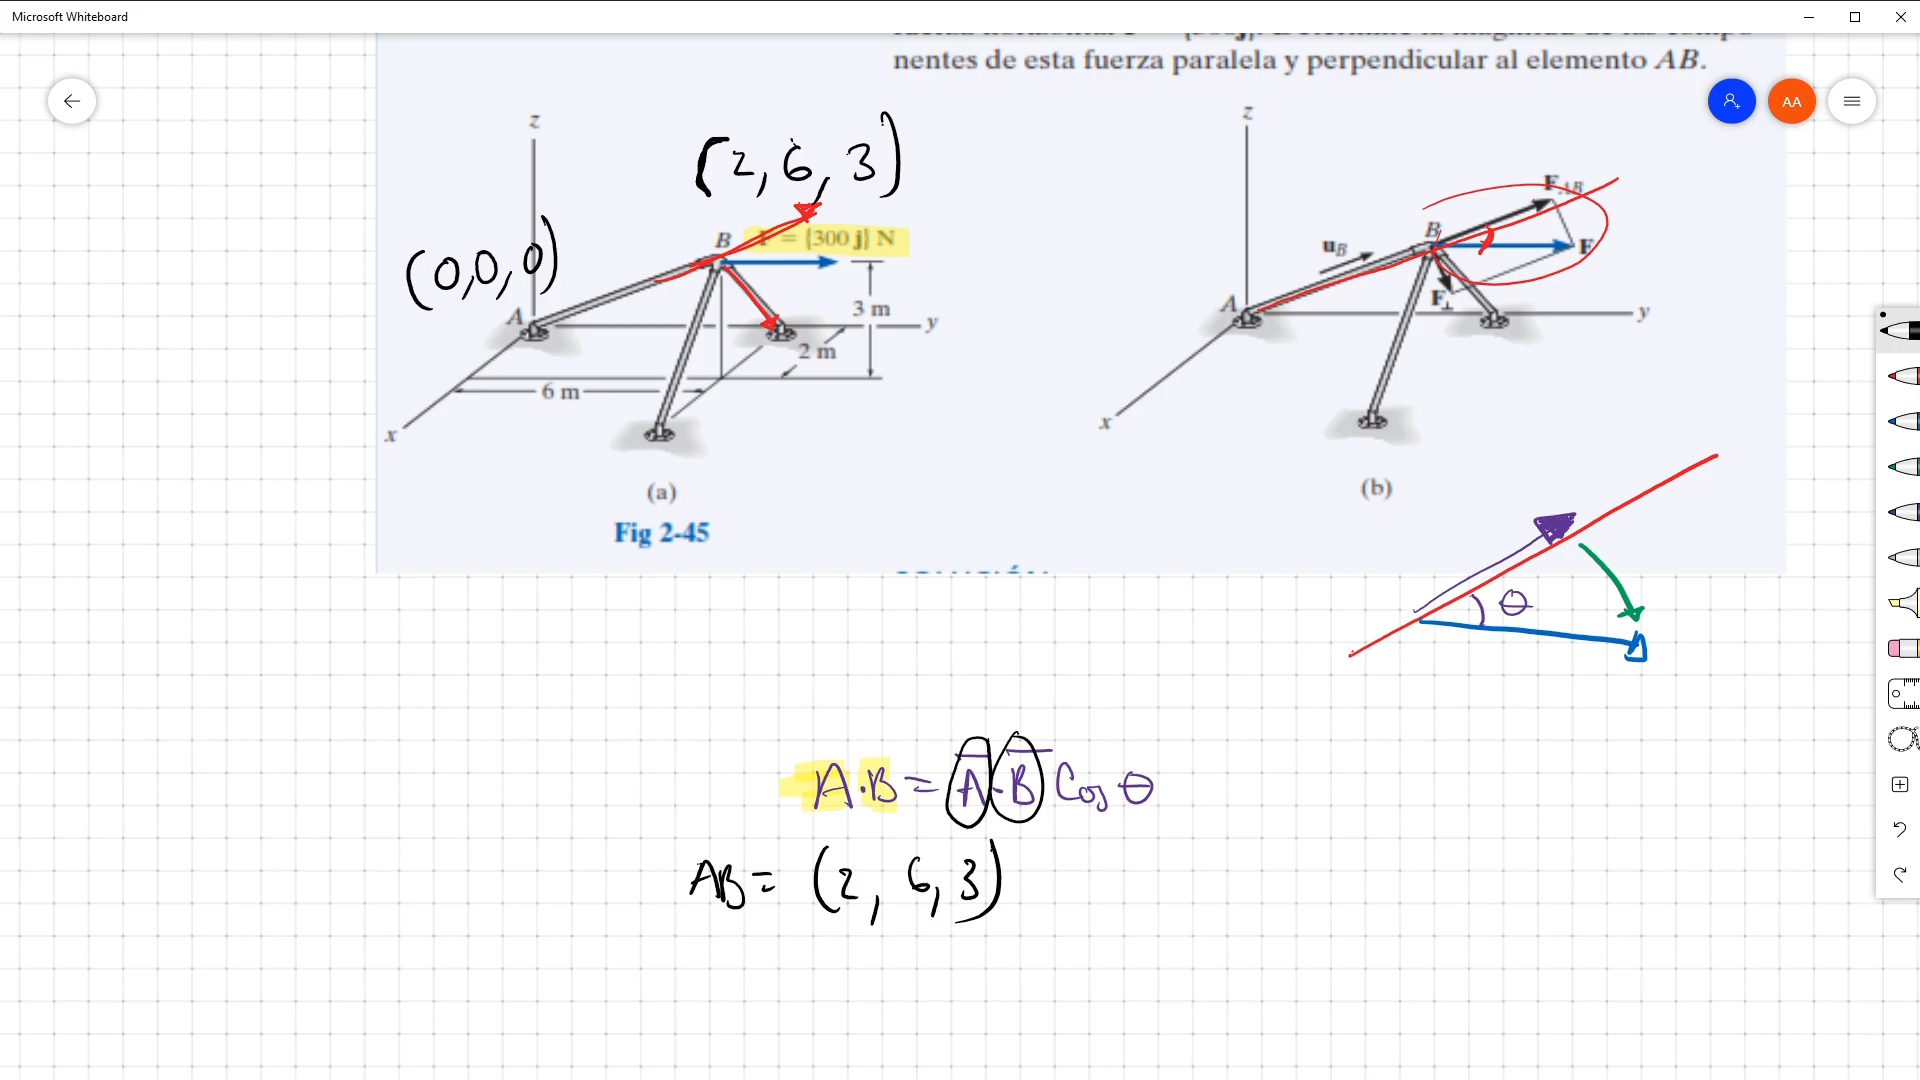 Microsoft Whiteboard
nentes de esta fuerza paralela y perpendicular al elemento AB.
AA
z
(2, 6, 3)
(0,0,0)
B
F = {300 j} N
A
3 m
y
2 m
6 m
x
(a)
Fig 2-45
z
F_AB
B
u_B
F
A
F⊥
y
x
(b)
θ
A·B = A·B Cos θ
AB = (2, 6, 3)